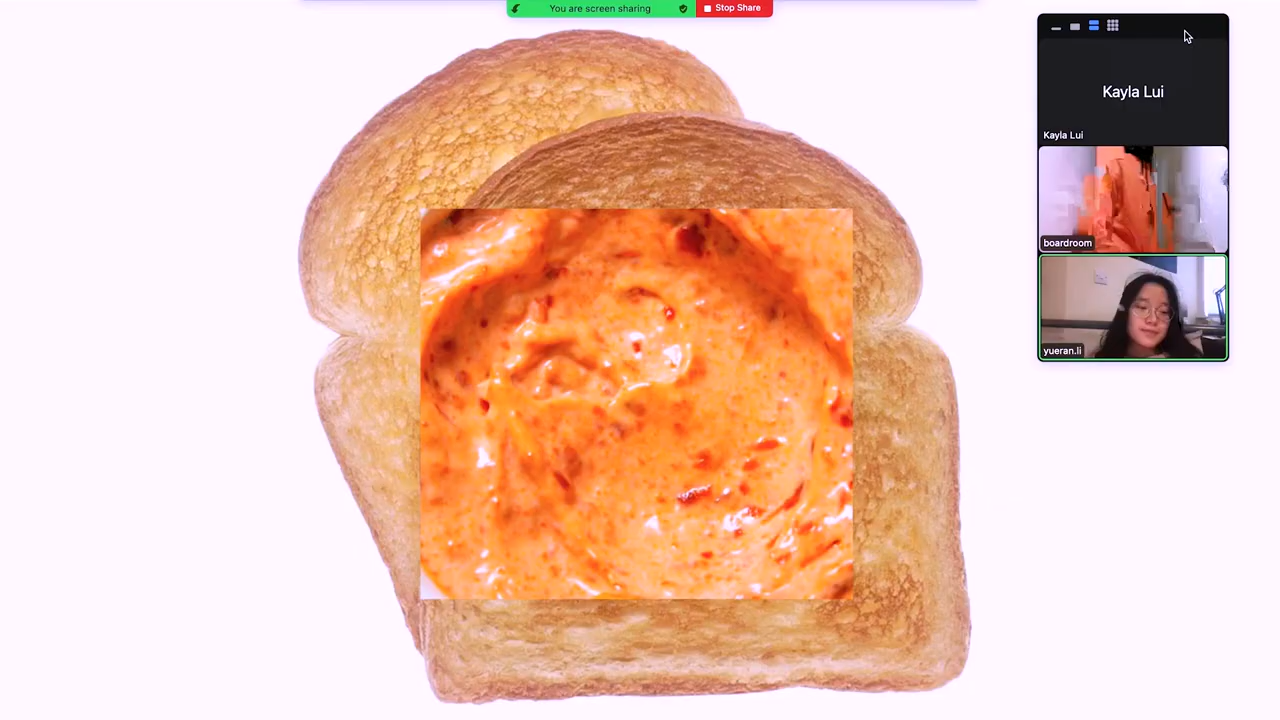 You are screen sharing
Stop Share
Kayla Lui
Kayla Lui
boardroom
yueran.li